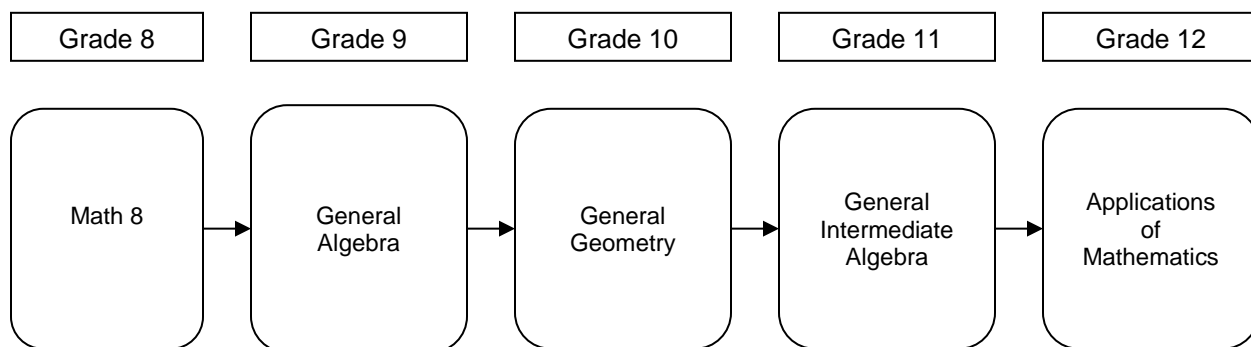 Grade 8
Grade 9
Grade 10
Grade 11
Grade 12
Math 8
General
Algebra
General
Geometry
General
Intermediate
Algebra
Applications
of
Mathematics